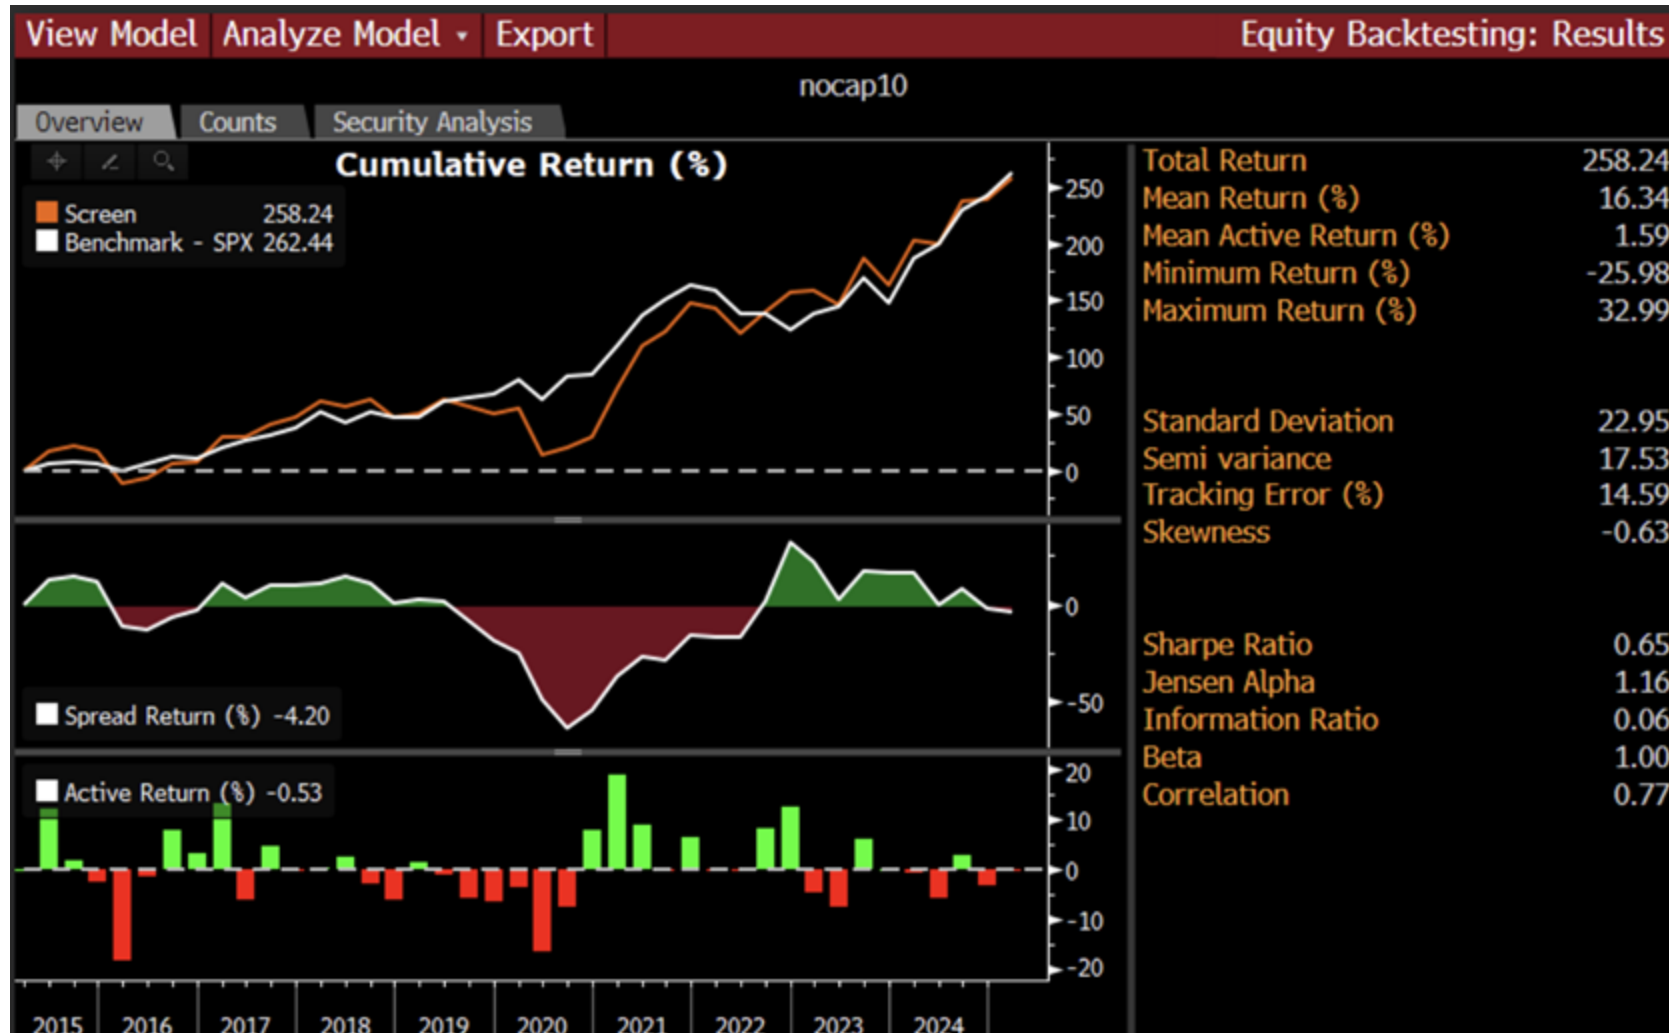 View Model Analyze Model Export Equity Backtesting: Results
nocap10
Overview Counts Security Analysis
Cumulative Return (%)
Screen 258.24
Benchmark - SPX 262.44
250
200
150
100
50
0
Spread Return (%) -4.20
0
-50
Active Return (%) -0.53
20
10
0
-10
-20
2015 2016 2017 2018 2019 2020 2021 2022 2023 2024
Total Return 258.24
Mean Return (%) 16.34
Mean Active Return (%) 1.59
Minimum Return (%) -25.98
Maximum Return (%) 32.99
Standard Deviation 22.95
Semi variance 17.53
Tracking Error (%) 14.59
Skewness -0.63
Sharpe Ratio 0.65
Jensen Alpha 1.16
Information Ratio 0.06
Beta 1.00
Correlation 0.77